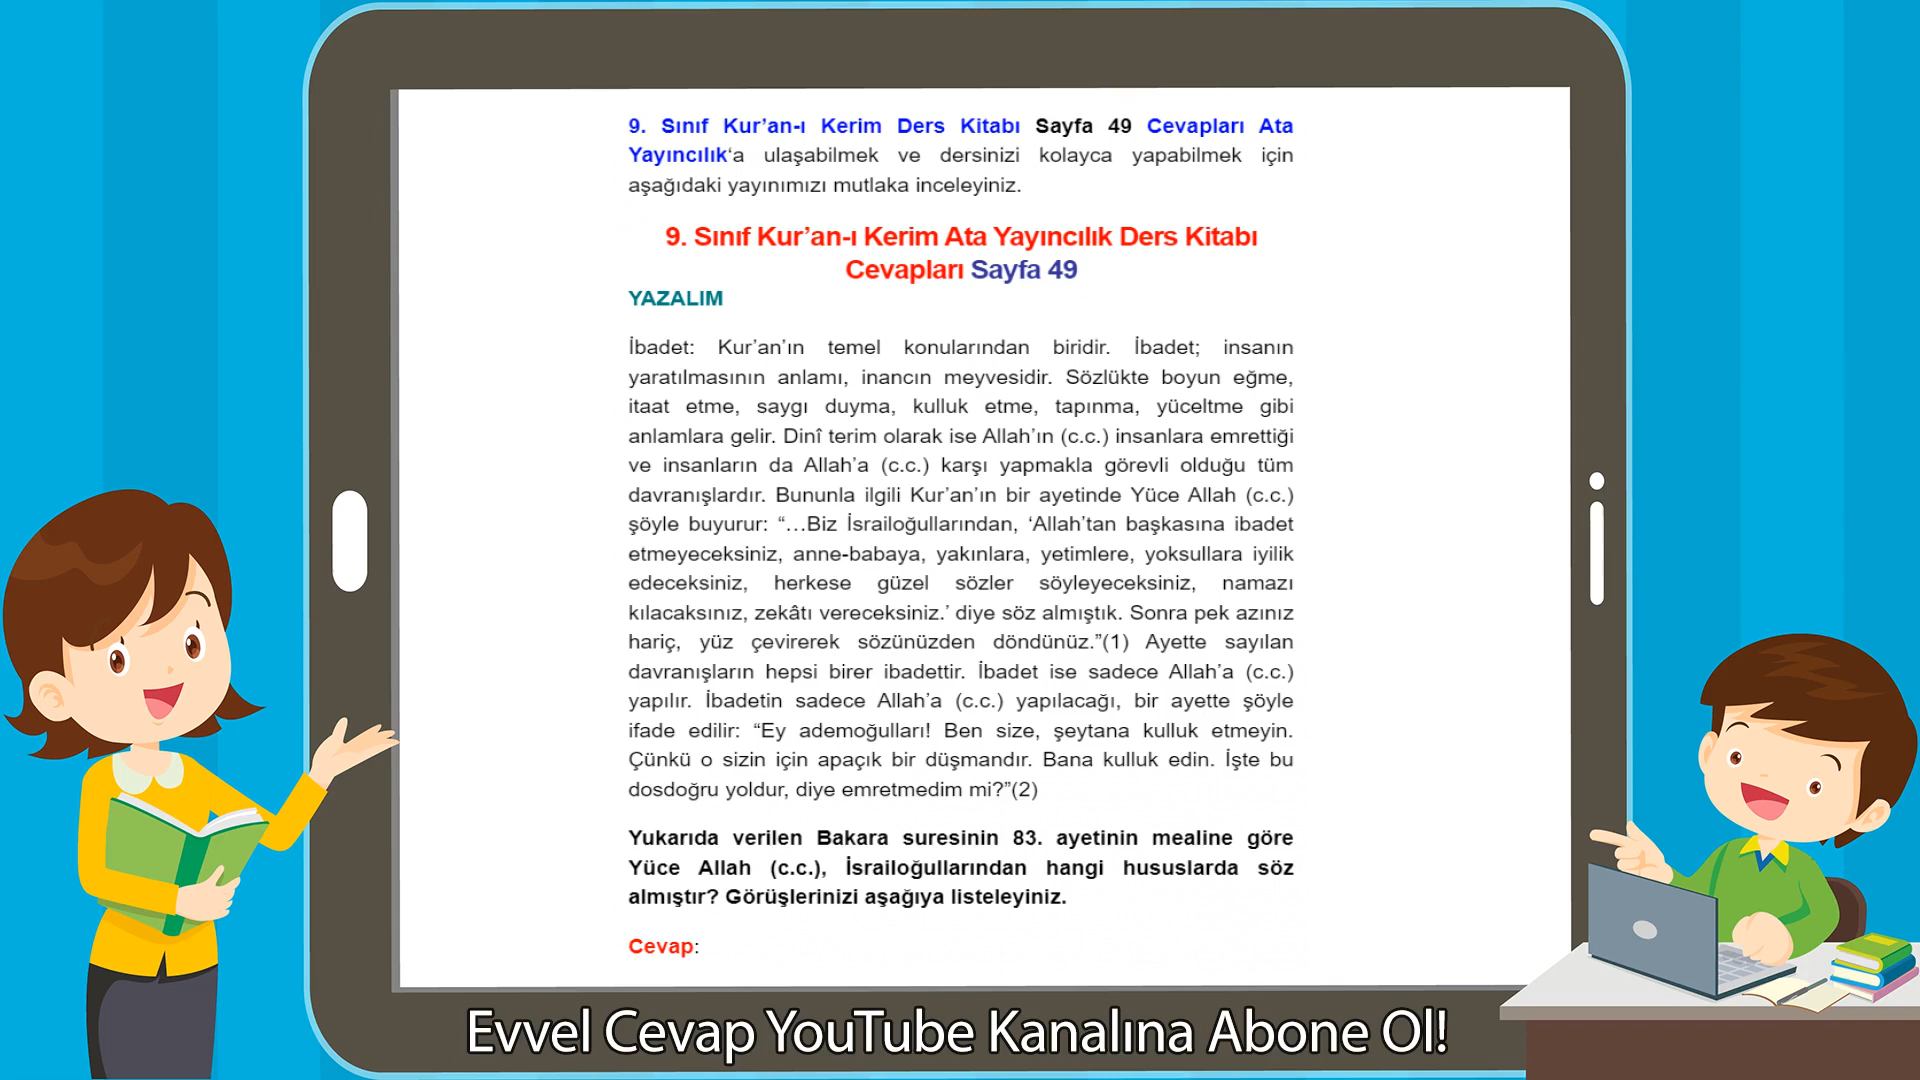 9. Sınıf Kur’an-ı Kerim Ders Kitabı Sayfa 49 Cevapları Ata
Yayıncılık‘a ulaşabilmek ve dersinizi kolayca yapabilmek için
aşağıdaki yayınımızı mutlaka inceleyiniz.
9. Sınıf Kur’an-ı Kerim Ata Yayıncılık Ders Kitabı
Cevapları Sayfa 49
YAZALIM
İbadet: Kur’an’ın temel konularından biridir. İbadet; insanın
yaratılmasının anlamı, inancın meyvesidir. Sözlükte boyun eğme,
itaat etme, saygı duyma, kulluk etme, tapınma, yüceltme gibi
anlamlara gelir. Dinî terim olarak ise Allah’ın (c.c.) insanlara emrettiği
ve insanların da Allah’a (c.c.) karşı yapmakla görevli olduğu tüm
davranışlardır. Bununla ilgili Kur’an’ın bir ayetinde Yüce Allah (c.c.)
şöyle buyurur: “…Biz İsrailoğullarından, ‘Allah’tan başkasına ibadet
etmeyeceksiniz, anne-babaya, yakınlara, yetimlere, yoksullara iyilik
edeceksiniz, herkese güzel sözler söyleyeceksiniz, namazı
kılacaksınız, zekâtı vereceksiniz.’ diye söz almıştık. Sonra pek azınız
hariç, yüz çevirerek sözünüzden döndünüz.”(1) Ayette sayılan
davranışların hepsi birer ibadettir. İbadet ise sadece Allah’a (c.c.)
yapılır. İbadetin sadece Allah’a (c.c.) yapılacağı, bir ayette şöyle
ifade edilir: “Ey ademoğulları! Ben size, şeytana kulluk etmeyin.
Çünkü o sizin için apaçık bir düşmandır. Bana kulluk edin. İşte bu
dosdoğru yoldur, diye emretmedim mi?”(2)
Yukarıda verilen Bakara suresinin 83. ayetinin mealine göre
Yüce Allah (c.c.), İsrailoğullarından hangi hususlarda söz
almıştır? Görüşlerinizi aşağıya listeleyiniz.
Cevap:
Evvel Cevap YouTube Kanalına Abone Ol!